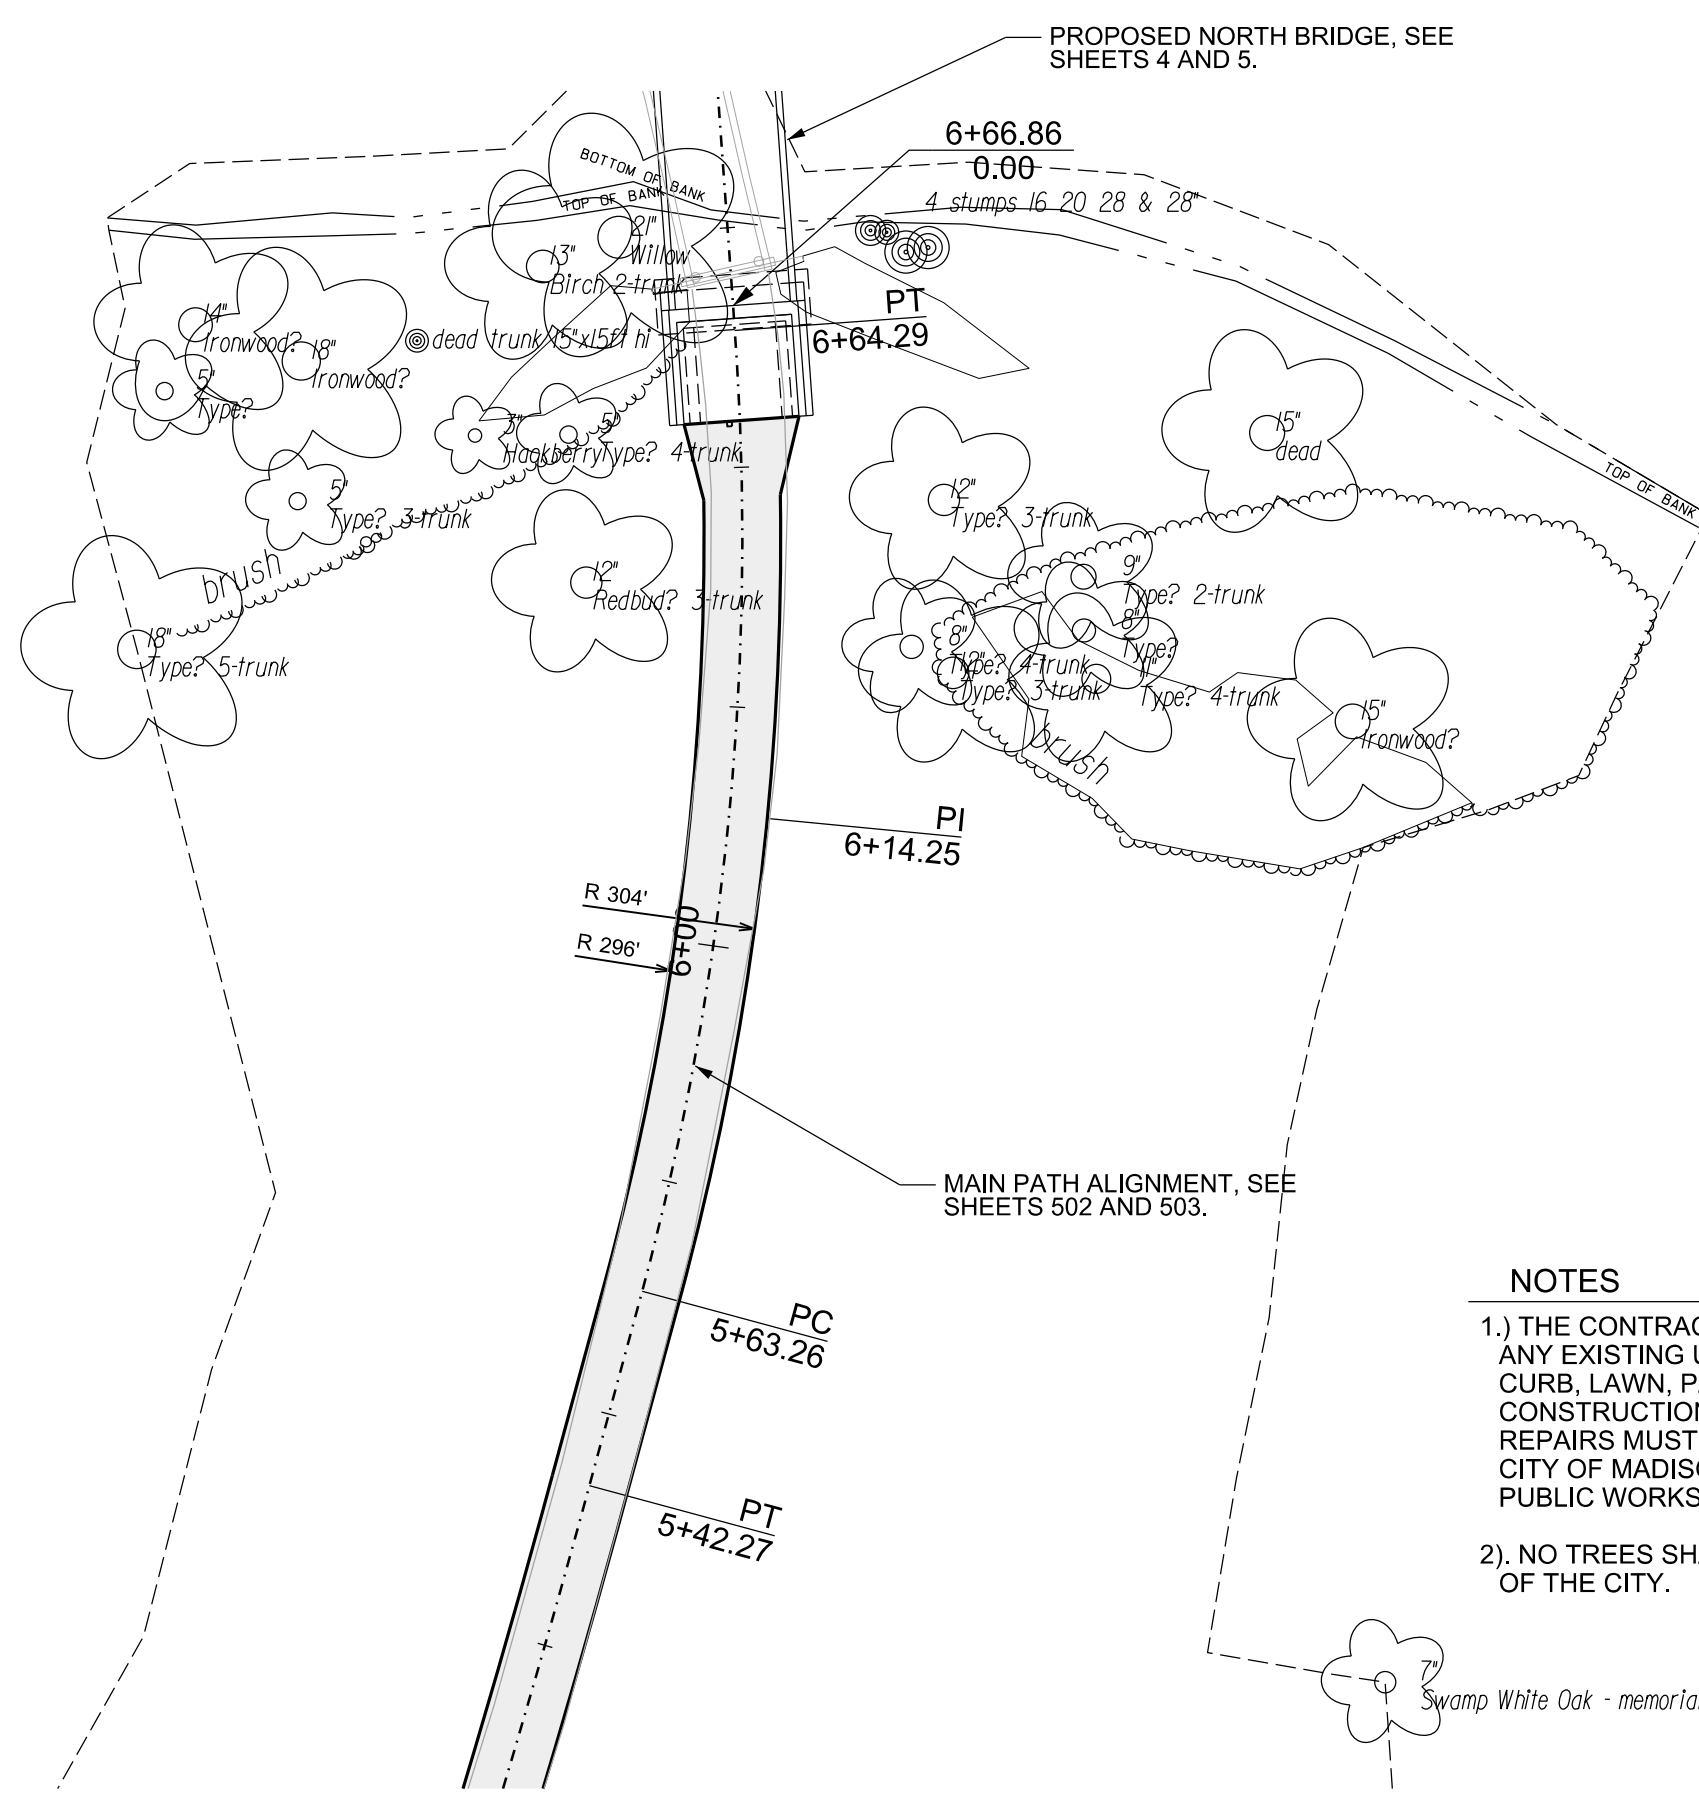 PROPOSED NORTH BRIDGE, SEE
SHEETS 4 AND 5.
6+66.86
0.00
4 stumps 16 20 28 & 28"
BOTTOM OF BANK
TOP OF BANK
21"
Willow
13"
Birch 2-trunk
PT
6+64.29
14"
Ironwood?
dead trunk 15"x15ft hi
18"
Ironwood?
5"
Type?
3"
Hackberry
5"
Type? 4-trunk
15"
dead
TOP OF BANK
5"
Type? 3-trunk
12"
Type? 3-trunk
brush
12"
Redbud? 3-trunk
9"
Type? 2-trunk
8"
Type?
18"
Type? 5-trunk
8"
Type? 4-trunk
12"
Type? 3-trunk
11"
Type? 4-trunk
15"
Ironwood?
brush
PI
6+14.25
R 304'
6+00
R 296'
MAIN PATH ALIGNMENT, SEE
SHEETS 502 AND 503.
PC
5+63.26
PT
5+42.27
NOTES
1.) THE CONTRAC
ANY EXISTING U
CURB, LAWN, PA
CONSTRUCTION
REPAIRS MUST
CITY OF MADISO
PUBLIC WORKS
2). NO TREES SHA
OF THE CITY.
7"
Swamp White Oak - memorial